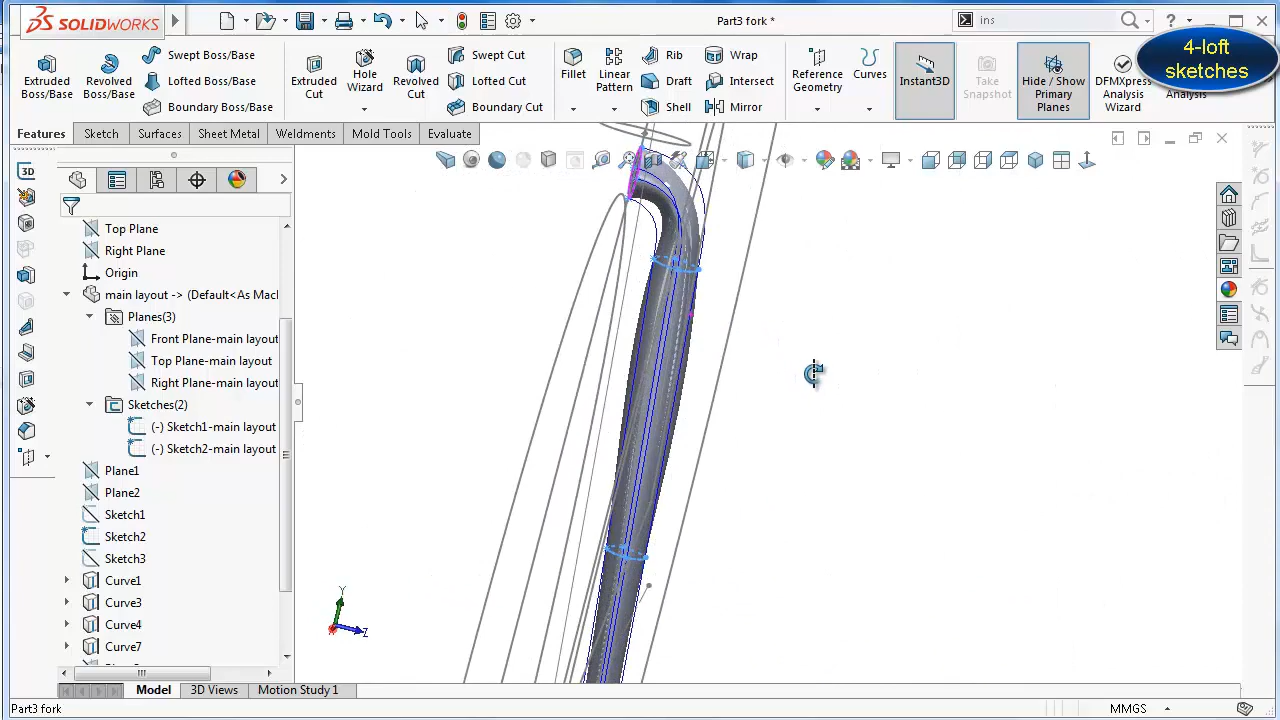 SOLIDWORKS
Part3 fork *
ins
4-loft
sketches
Extruded
Boss/Base
Revolved
Boss/Base
Swept Boss/Base
Lofted Boss/Base
Boundary Boss/Base
Extruded
Cut
Hole
Wizard
Revolved
Cut
Swept Cut
Lofted Cut
Boundary Cut
Fillet
Linear
Pattern
Rib
Draft
Shell
Wrap
Intersect
Mirror
Reference
Geometry
Curves
Instant3D
Take
Snapshot
Hide / Show
Primary
Planes
DFMXpress
Analysis
Wizard
Analysis
Features
Sketch
Surfaces
Sheet Metal
Weldments
Mold Tools
Evaluate
Top Plane
Right Plane
Origin
main layout -> (Default<As Mac
Planes(3)
Front Plane-main layout
Top Plane-main layout
Right Plane-main layout
Sketches(2)
(-) Sketch1-main layout
(-) Sketch2-main layout
Plane1
Plane2
Sketch1
Sketch2
Sketch3
Curve1
Curve3
Curve4
Curve7
Y
Z
Model
3D Views
Motion Study 1
Part3 fork
MMGS